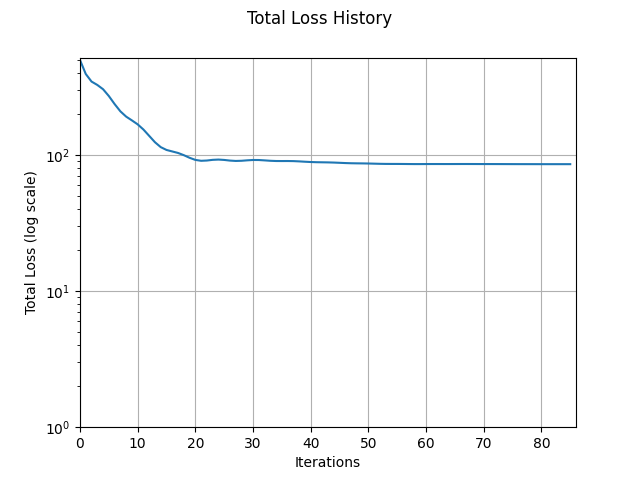 Total Loss History
Total Loss (log scale)
10²
10¹
10⁰
0 10 20 30 40 50 60 70 80
Iterations